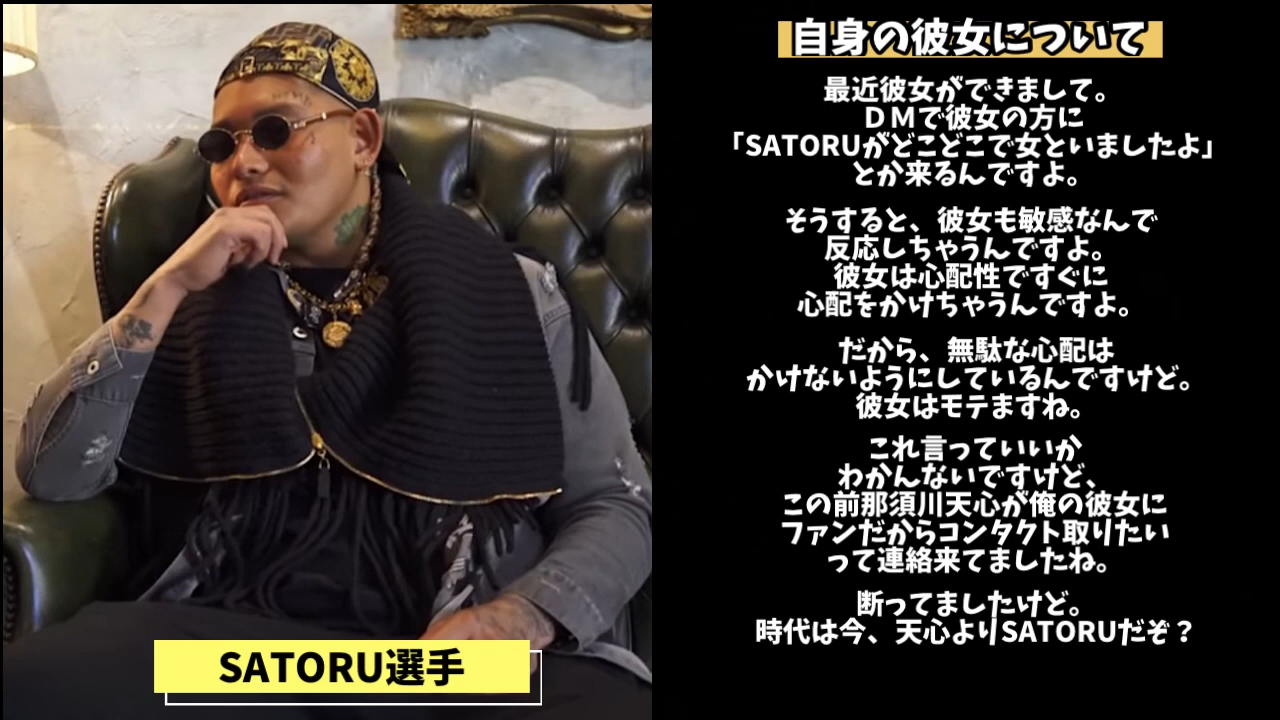 自身の彼女について
最近彼女ができまして。
DMで彼女の方に
「SATORUがどこどこで女といましたよ」
とか来るんですよ。
そうすると、彼女も敏感なんで
反応しちゃうんですよ。
彼女は心配性ですぐに
心配をかけちゃうんですよ。
だから、無駄な心配は
かけないようにしているんですけど。
彼女はモテますね。
これ言っていいか
わかんないですけど、
この前那須川天心が俺の彼女に
ファンだからコンタクト取りたい
って連絡来てましたね。
断ってましたけど。
時代は今、天心よりSATORUだぞ？
SATORU選手